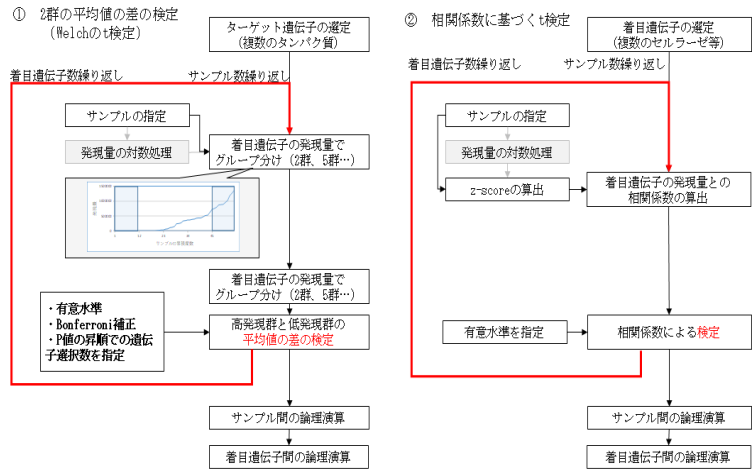 ① 2群の平均値の差の検定
(Welchのt検定)
ターゲット遺伝子の選定
(複数のタンパク質)
着目遺伝子数繰り返し
サンプル数繰り返し
サンプルの指定
発現量の対数処理
着目遺伝子の発現量で
グループ分け (2群、5群…)
着目遺伝子の発現量で
グループ分け (2群、5群…)
・有意水準
・Bonferroni補正
・P値の昇順での遺伝
子選択数を指定
高発現群と低発現群の
平均値の差の検定
サンプル間の論理演算
着目遺伝子間の論理演算
② 相関係数に基づくt検定
着目遺伝子の選定
(複数のセルラーゼ等)
着目遺伝子数繰り返し
サンプル数繰り返し
サンプルの指定
発現量の対数処理
z-scoreの算出
着目遺伝子の発現量との
相関係数の算出
有意水準を指定
相関係数による検定
サンプル間の論理演算
着目遺伝子間の論理演算